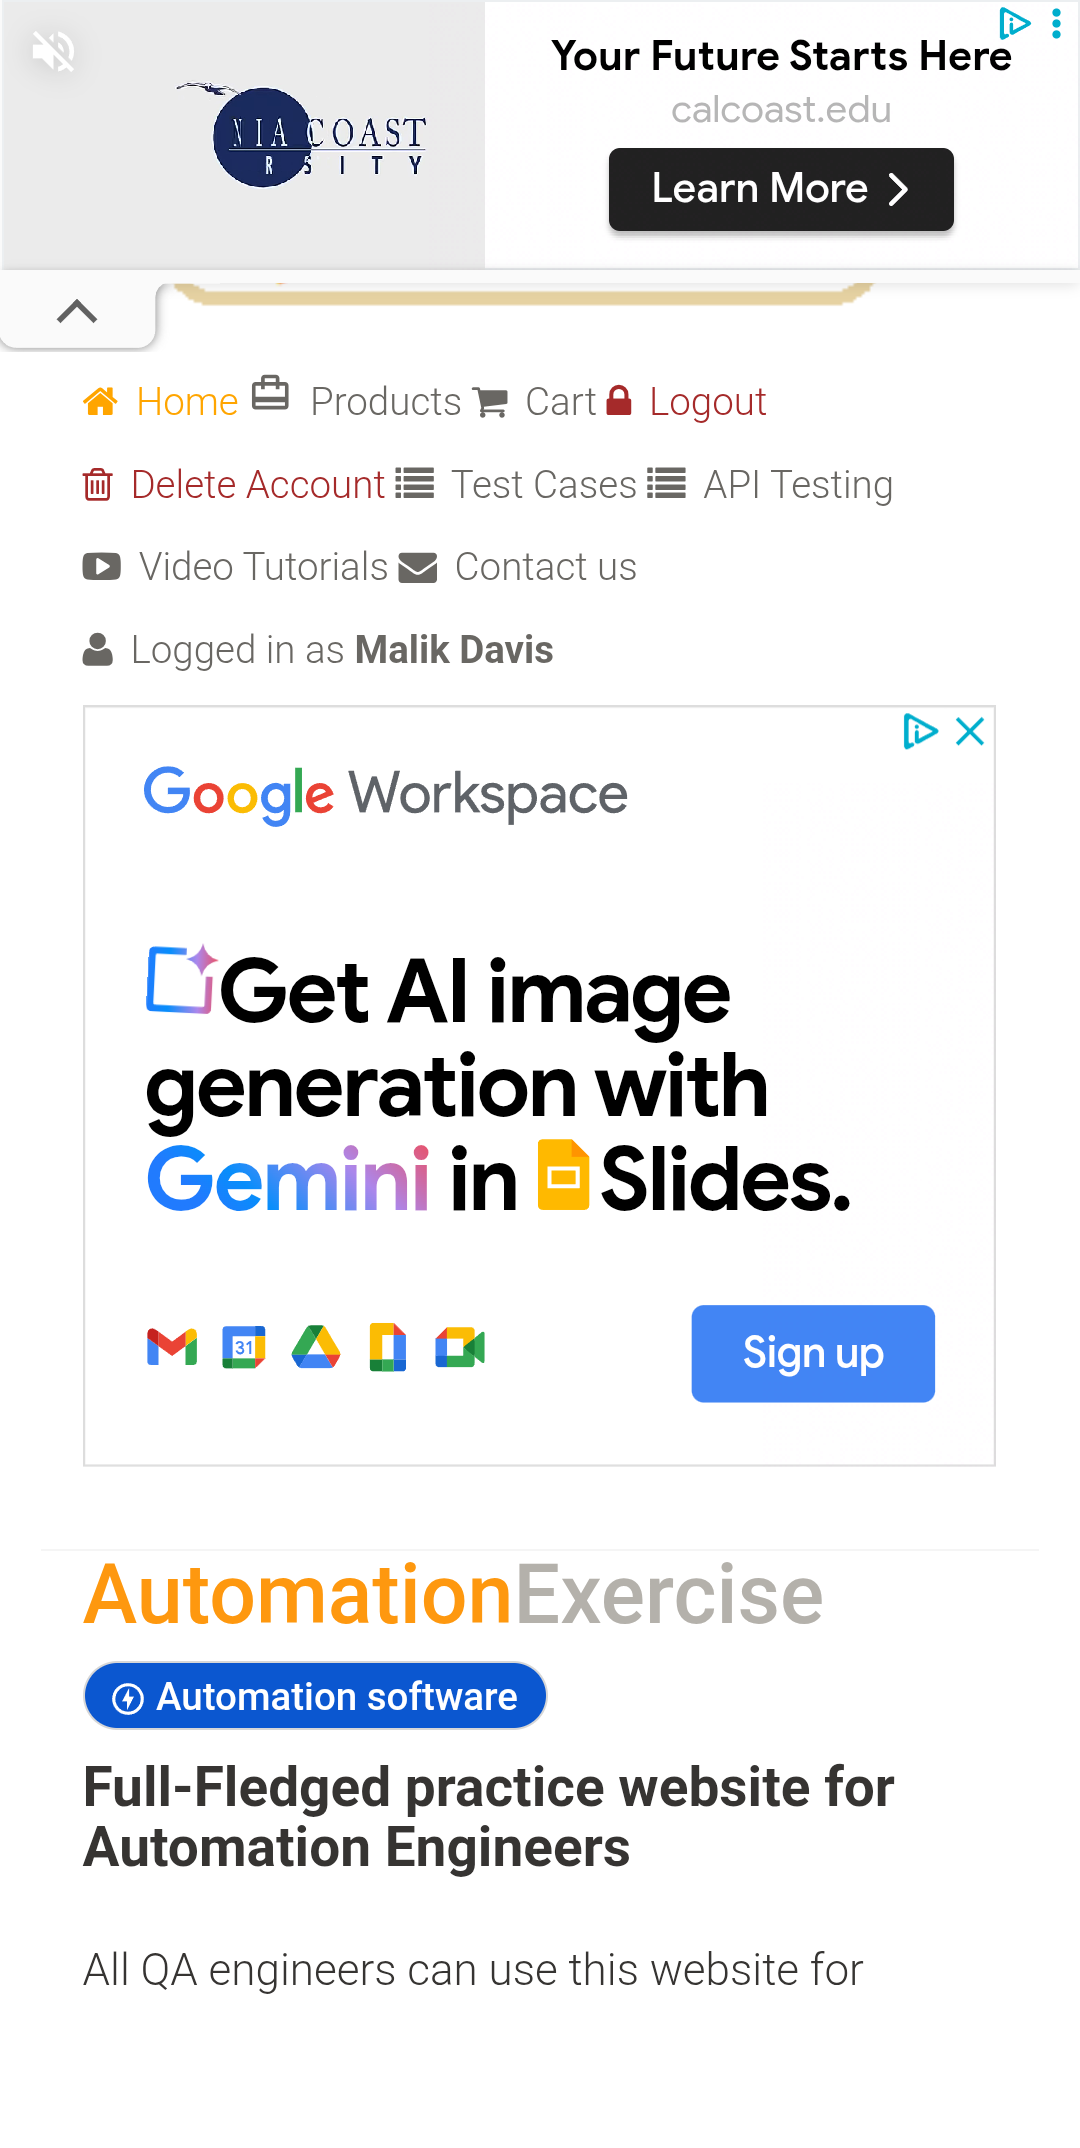 Your Future Starts Here
calcoast.edu
Learn More
NIA COAST
RSITY
Home Products Cart Logout
Delete Account Test Cases API Testing
Video Tutorials Contact us
Logged in as Malik Davis
Google Workspace
Get AI image
generation with
Gemini in Slides.
31
Sign up
AutomationExercise
Automation software
Full-Fledged practice website for
Automation Engineers
All QA engineers can use this website for